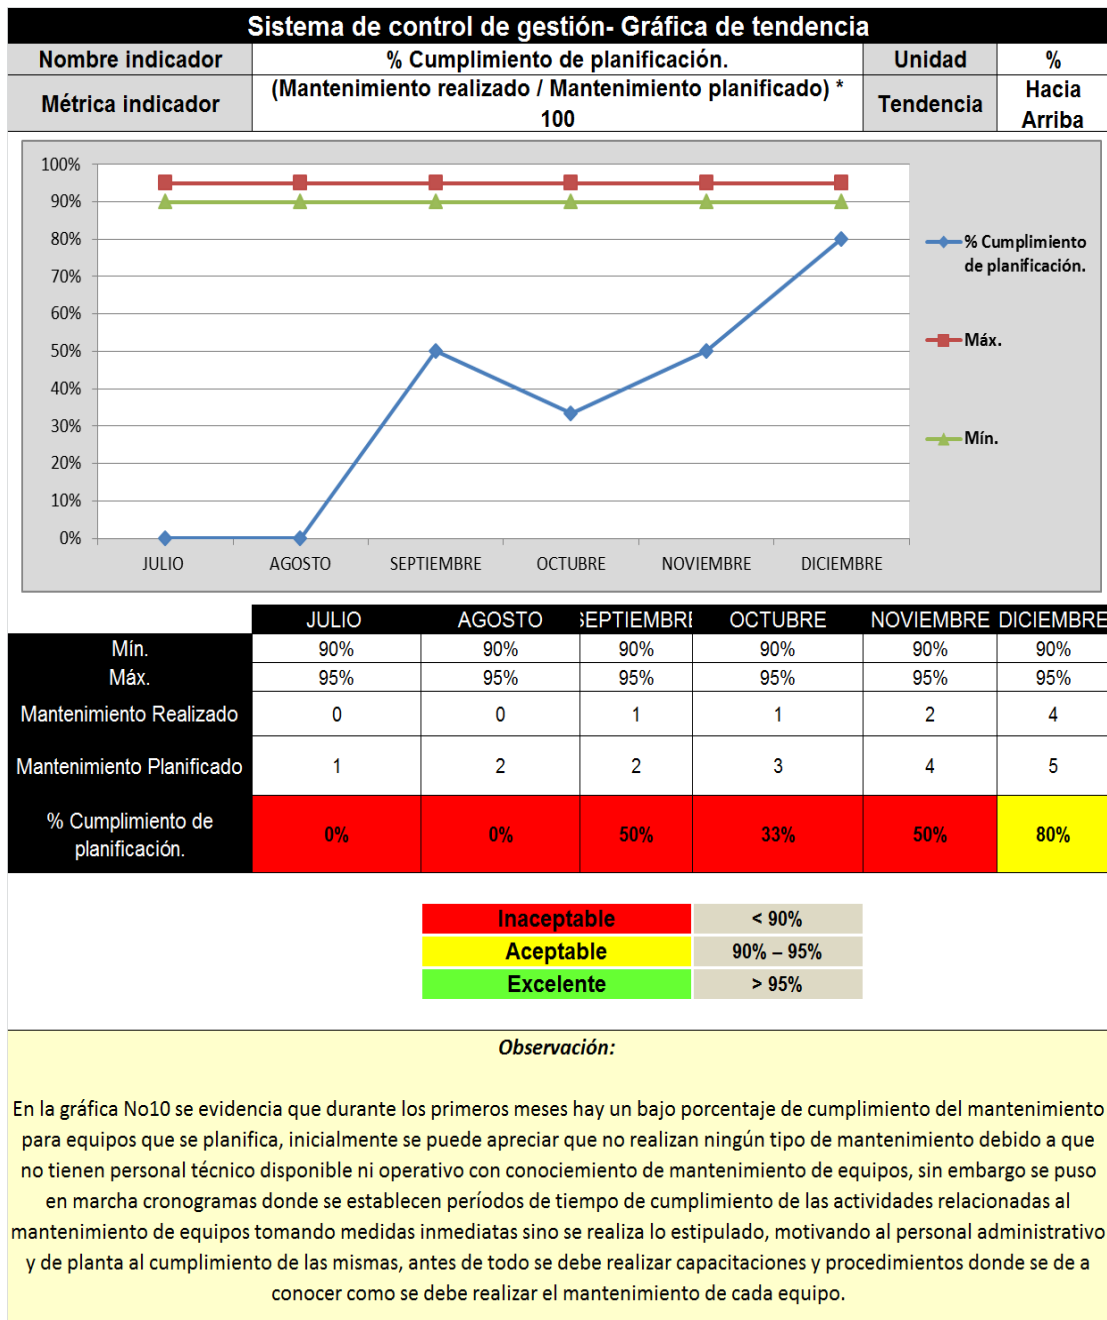 Sistema de control de gestión- Gráfica de tendencia
Nombre indicador % Cumplimiento de planificación. Unidad %
Métrica indicador (Mantenimiento realizado / Mantenimiento planificado) * 100 Tendencia Hacia Arriba
100%
90%
80%
70%
60%
50%
40%
30%
20%
10%
0%
JULIO AGOSTO SEPTIEMBRE OCTUBRE NOVIEMBRE DICIEMBRE
% Cumplimiento
de planificación.
Máx.
Mín.
JULIO AGOSTO SEPTIEMBRE OCTUBRE NOVIEMBRE DICIEMBRE
Mín. 90% 90% 90% 90% 90% 90%
Máx. 95% 95% 95% 95% 95% 95%
Mantenimiento Realizado 0 0 1 1 2 4
Mantenimiento Planificado 1 2 2 3 4 5
% Cumplimiento de planificación. 0% 0% 50% 33% 50% 80%
Inaceptable < 90%
Aceptable 90% – 95%
Excelente > 95%
Observación:
En la gráfica No10 se evidencia que durante los primeros meses hay un bajo porcentaje de cumplimiento del mantenimiento
para equipos que se planifica, inicialmente se puede apreciar que no realizan ningún tipo de mantenimiento debido a que
no tienen personal técnico disponible ni operativo con conociemiento de mantenimiento de equipos, sin embargo se puso
en marcha cronogramas donde se establecen períodos de tiempo de cumplimiento de las actividades relacionadas al
mantenimiento de equipos tomando medidas inmediatas sino se realiza lo estipulado, motivando al personal administrativo
y de planta al cumplimiento de las mismas, antes de todo se debe realizar capacitaciones y procedimientos donde se de a
conocer como se debe realizar el mantenimiento de cada equipo.